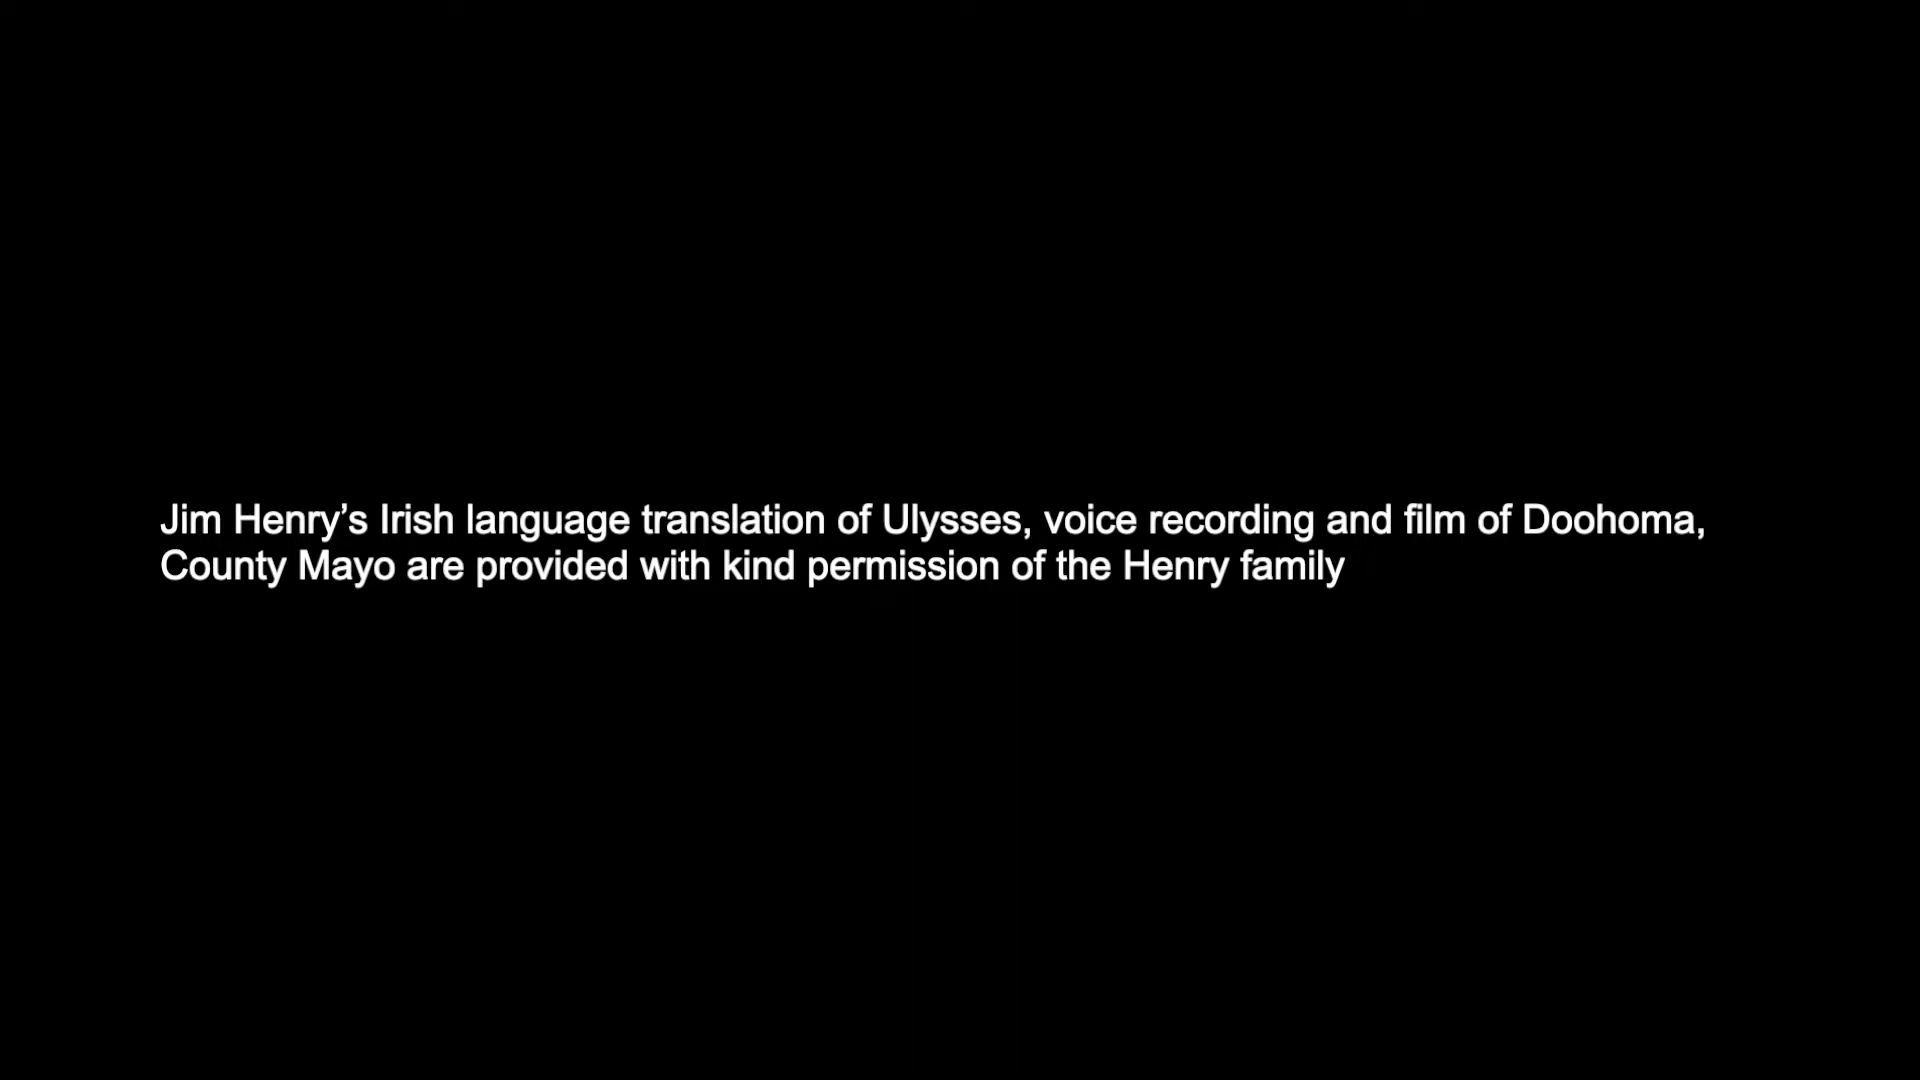 Jim Henry’s Irish language translation of Ulysses, voice recording and film of Doohoma,
County Mayo are provided with kind permission of the Henry family